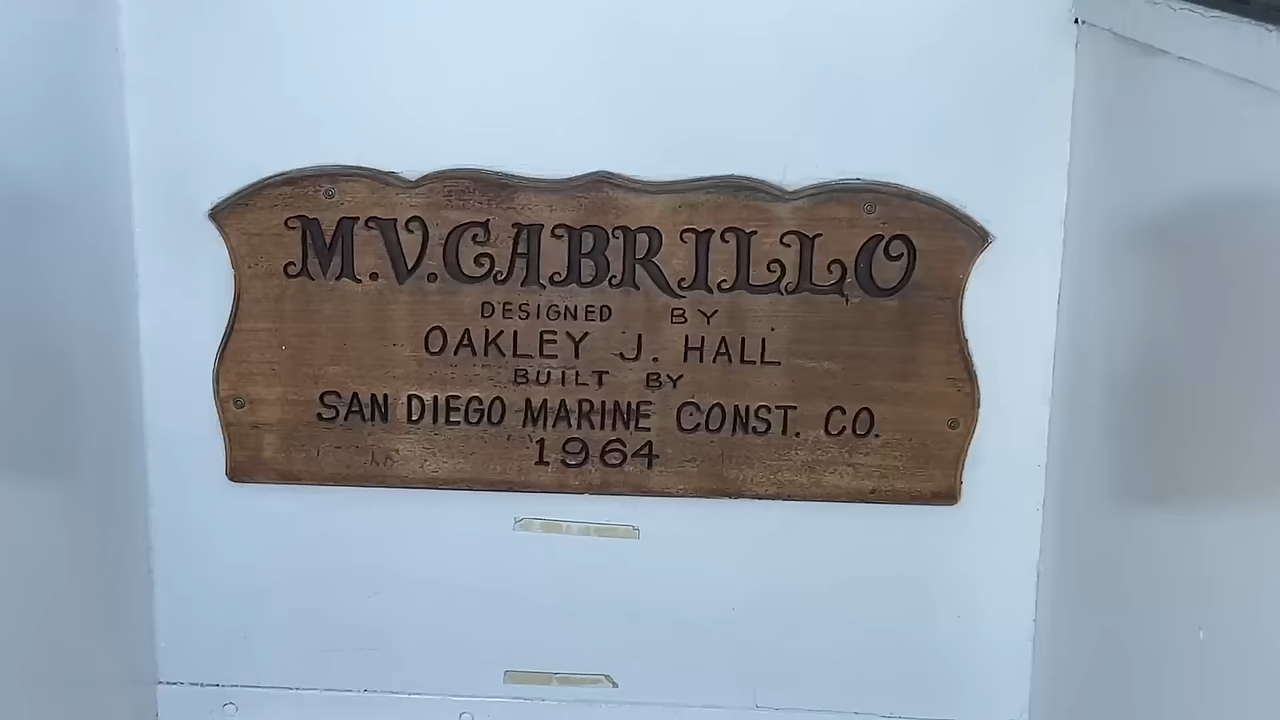 M.V. CABRILLO
DESIGNED BY
OAKLEY J. HALL
BUILT BY
SAN DIEGO MARINE CONST. CO.
1964